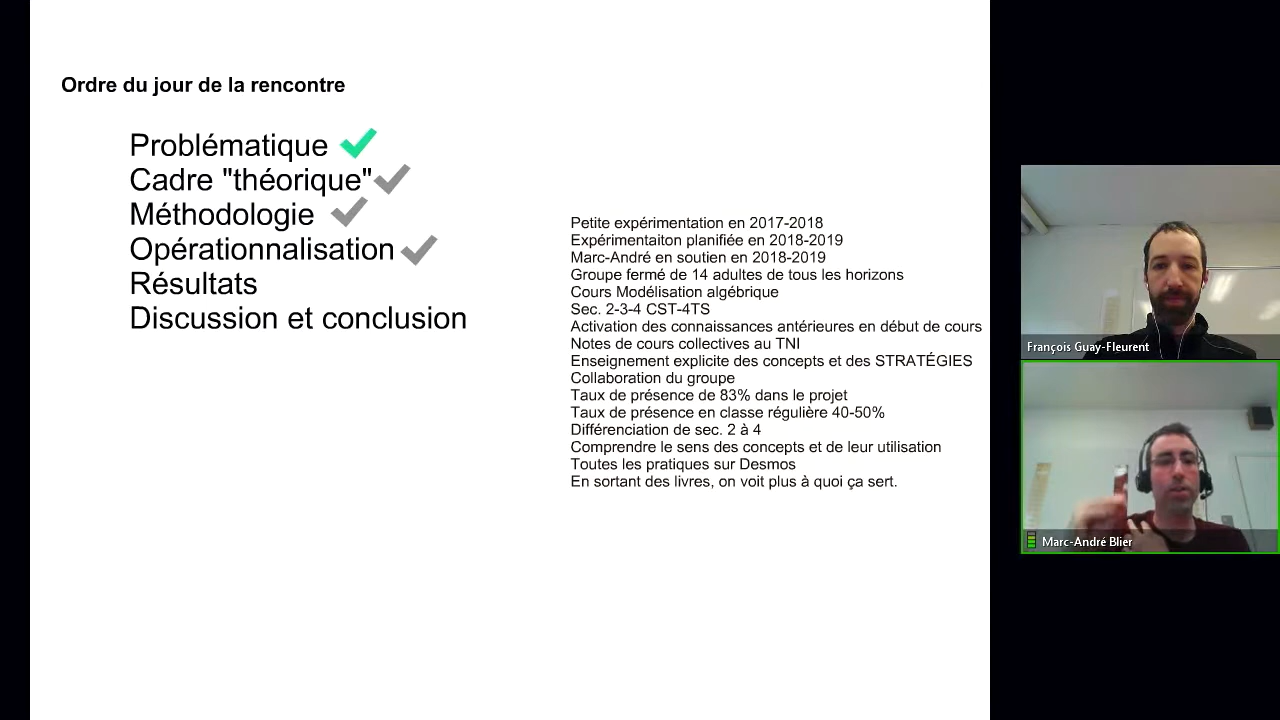 Ordre du jour de la rencontre
Problématique
Cadre "théorique"
Méthodologie
Opérationnalisation
Résultats
Discussion et conclusion
Petite expérimentation en 2017-2018
Expérimentaiton planifiée en 2018-2019
Marc-André en soutien en 2018-2019
Groupe fermé de 14 adultes de tous les horizons
Cours Modélisation algébrique
Sec. 2-3-4 CST-4TS
Activation des connaissances antérieures en début de cours
Notes de cours collectives au TNI
Enseignement explicite des concepts et des STRATÉGIES
Collaboration du groupe
Taux de présence de 83% dans le projet
Taux de présence en classe régulière 40-50%
Différenciation de sec. 2 à 4
Comprendre le sens des concepts et de leur utilisation
Toutes les pratiques sur Desmos
En sortant des livres, on voit plus à quoi ça sert.
François Guay-Fleurent
Marc-André Blier